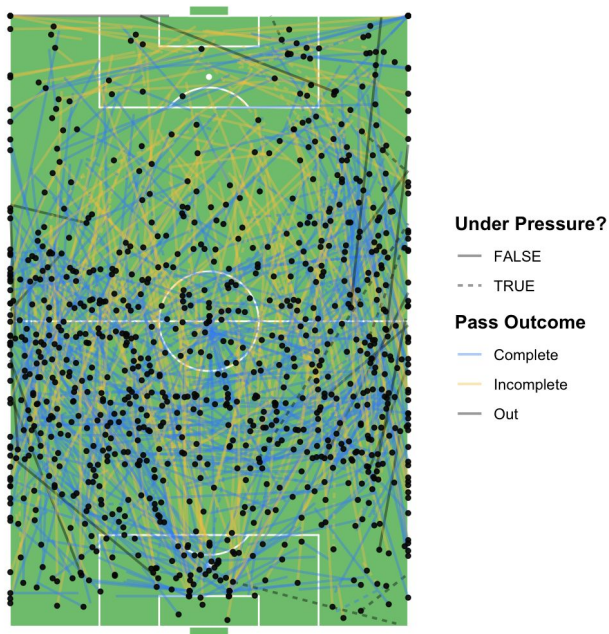 Under Pressure?
FALSE
TRUE
Pass Outcome
Complete
Incomplete
Out